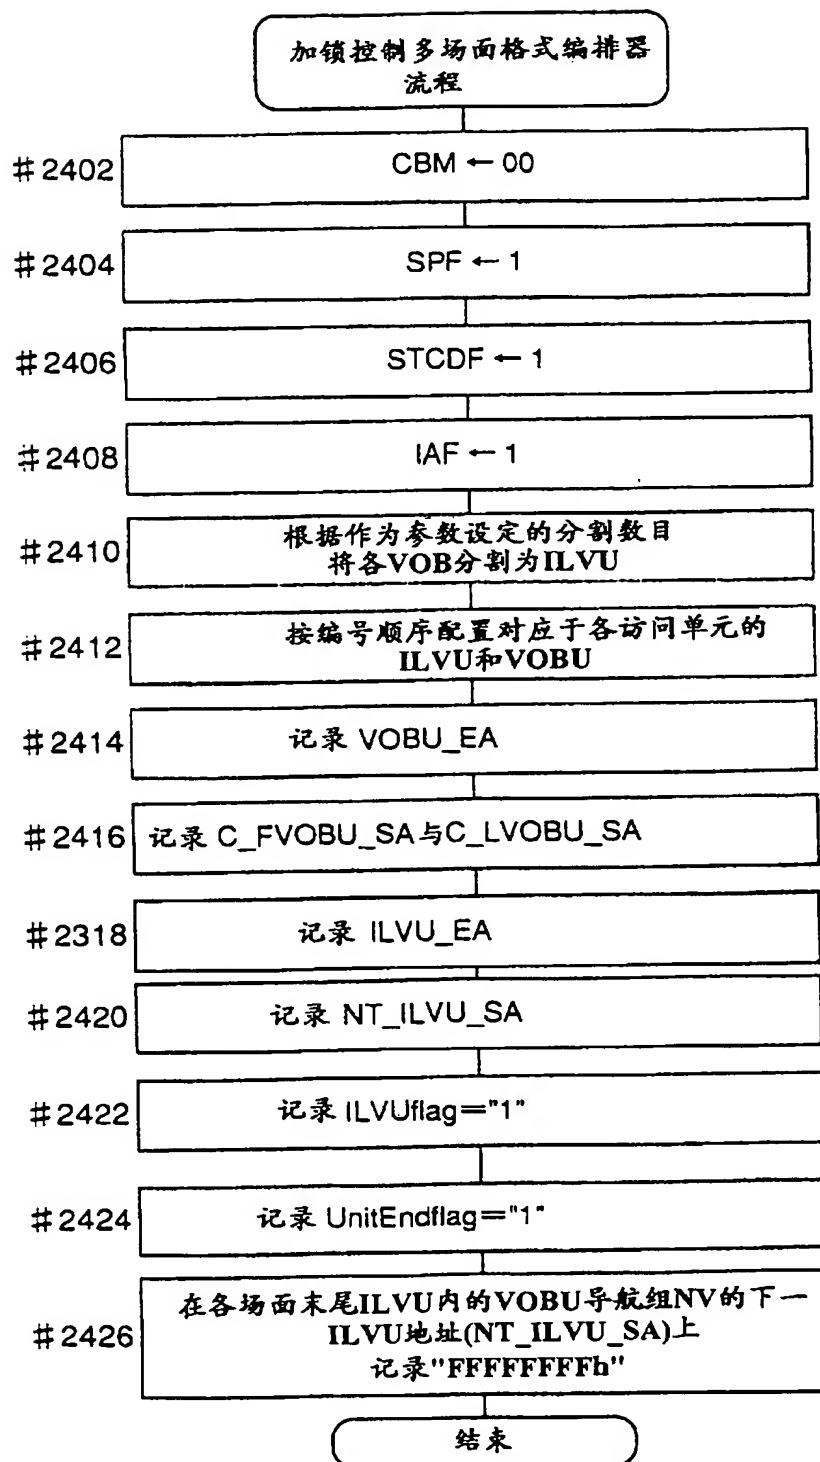 加锁控制多场面格式编排器
流程
#2402
CBM ← 00
#2404
SPF ← 1
#2406
STCDF ← 1
#2408
IAF ← 1
#2410
根据作为参数设定的分割数目
将各VOB分割为ILVU
#2412
按编号顺序配置对应于各访问单元的
ILVU和VOBU
#2414
记录 VOBU_EA
#2416
记录 C_FVOBU_SA与C_LVOBU_SA
#2318
记录 ILVU_EA
#2420
记录 NT_ILVU_SA
#2422
记录 ILVUflag="1"
#2424
记录 UnitEndflag="1"
#2426
在各场面末尾ILVU内的VOBU导航组NV的下一
ILVU地址(NT_ILVU_SA)上
记录"FFFFFFFFh"
结束